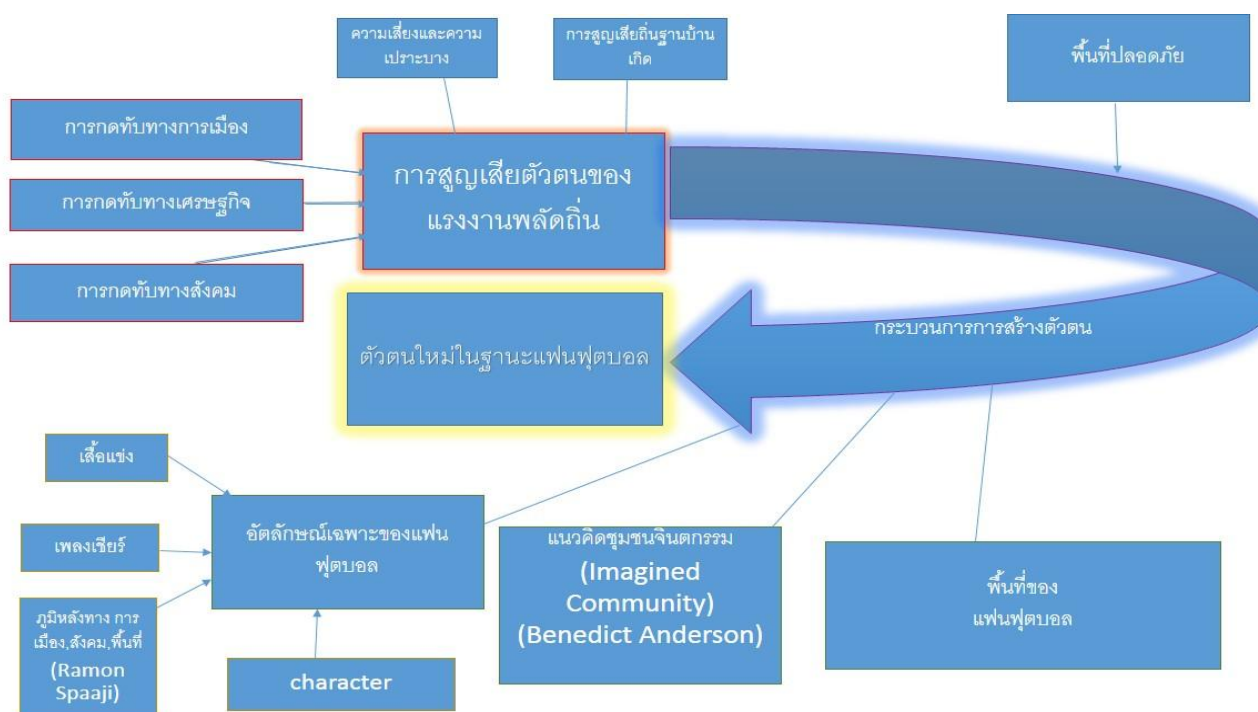 ความเสี่ยงและความ
เปราะบาง
การสูญเสียถิ่นฐานบ้าน
เกิด
พื้นที่ปลอดภัย
การกดทับทางการเมือง
การกดทับทางเศรษฐกิจ
การกดทับทางสังคม
การสูญเสียตัวตนของ
แรงงานพลัดถิ่น
กระบวนการการสร้างตัวตน
ตัวตนใหม่ในฐานะแฟนฟุตบอล
เสื้อแข่ง
เพลงเชียร์
ภูมิหลังทาง การ
เมือง,สังคม,พื้นที่
(Ramon
Spaaji)
อัตลักษณ์เฉพาะของแฟน
ฟุตบอล
character
แนวคิดชุมชนจินตกรรม
(Imagined
Community)
(Benedict Anderson)
พื้นที่ของ
แฟนฟุตบอล